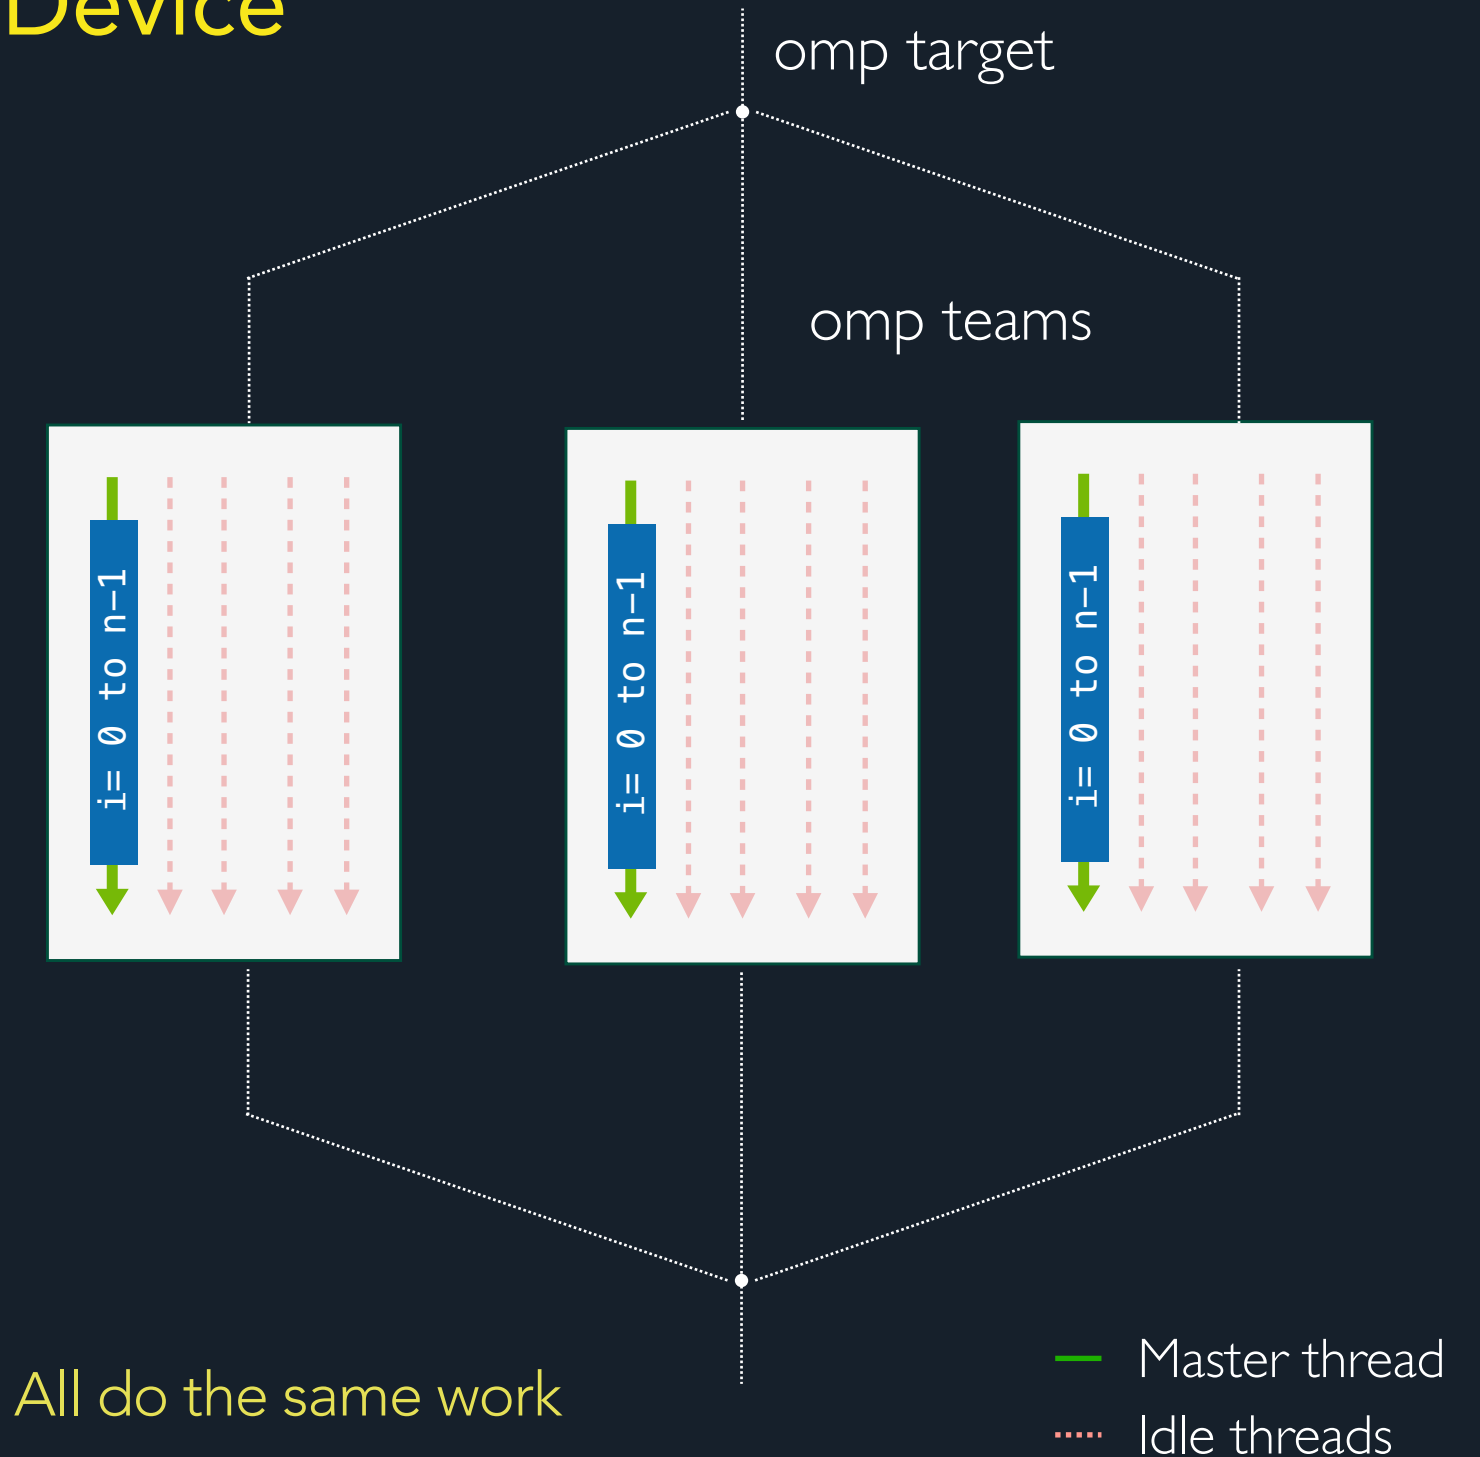 Device
omp target
omp teams
i= 0 to n-1
i= 0 to n-1
i= 0 to n-1
All do the same work
Master thread
Idle threads